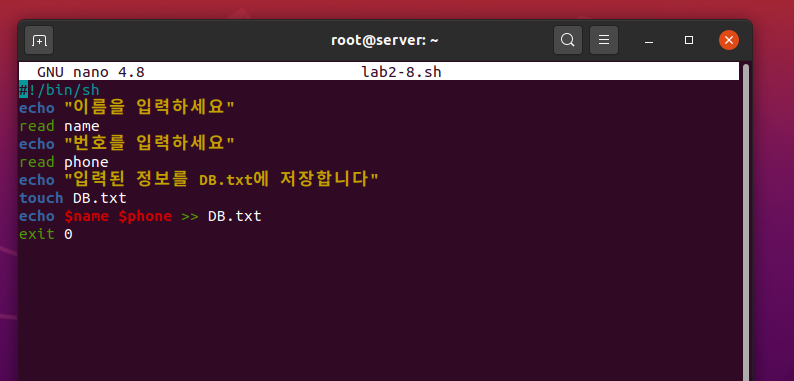 root@server: ~
GNU nano 4.8 lab2-8.sh
#!/bin/sh
echo "이름을 입력하세요"
read name
echo "번호를 입력하세요"
read phone
echo "입력된 정보를 DB.txt에 저장합니다"
touch DB.txt
echo $name $phone >> DB.txt
exit 0